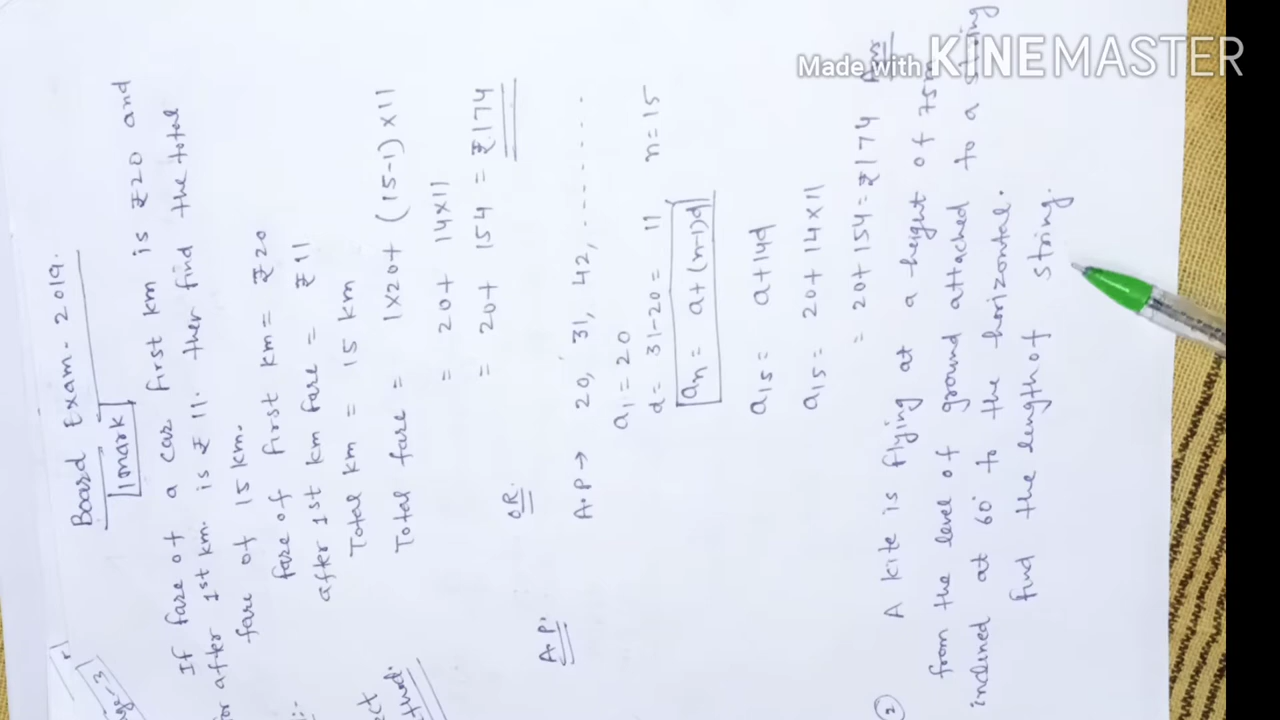 Board Exam - 2019.
1 mark
If fare of a car first km is ₹20 and
for after 1st km. is ₹11. then find the total
fare of 15 km.
fare of first km = ₹20
after 1st km fare = ₹11
Total km = 15 km
Total fare = 1×20+ (15-1)×11
= 20+ 14×11
= 20+ 154 = ₹174
OR.
A.P.
A.P → 20, 31, 42, .......
a1 = 20
d = 31-20 = 11 n=15
an = a+(n-1)d
a15 = a+14d
a15 = 20+14×11
= 20+154=₹174 Ans
② A kite is flying at a height of 75m
from the level of ground attached to a string
inclined at 60° to the horizontal.
find the length of string.
Made with KINEMASTER